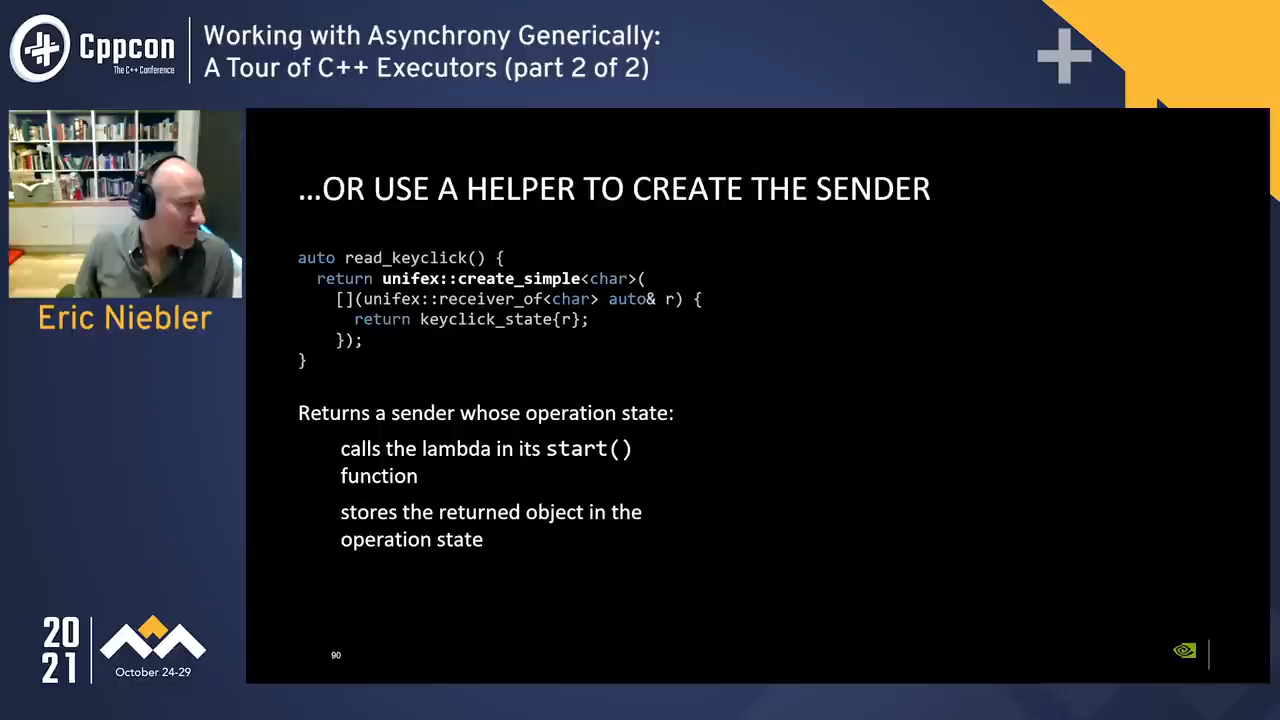 Cppcon
The C++ Conference
Working with Asynchrony Generically:
A Tour of C++ Executors (part 2 of 2)
Eric Niebler
...OR USE A HELPER TO CREATE THE SENDER
auto read_keyclick() {
  return unifex::create_simple<char>(
    [](unifex::receiver_of<char> auto& r) {
      return keyclick_state{r};
    });
}
Returns a sender whose operation state:
calls the lambda in its start()
function
stores the returned object in the
operation state
20
21
October 24-29
90